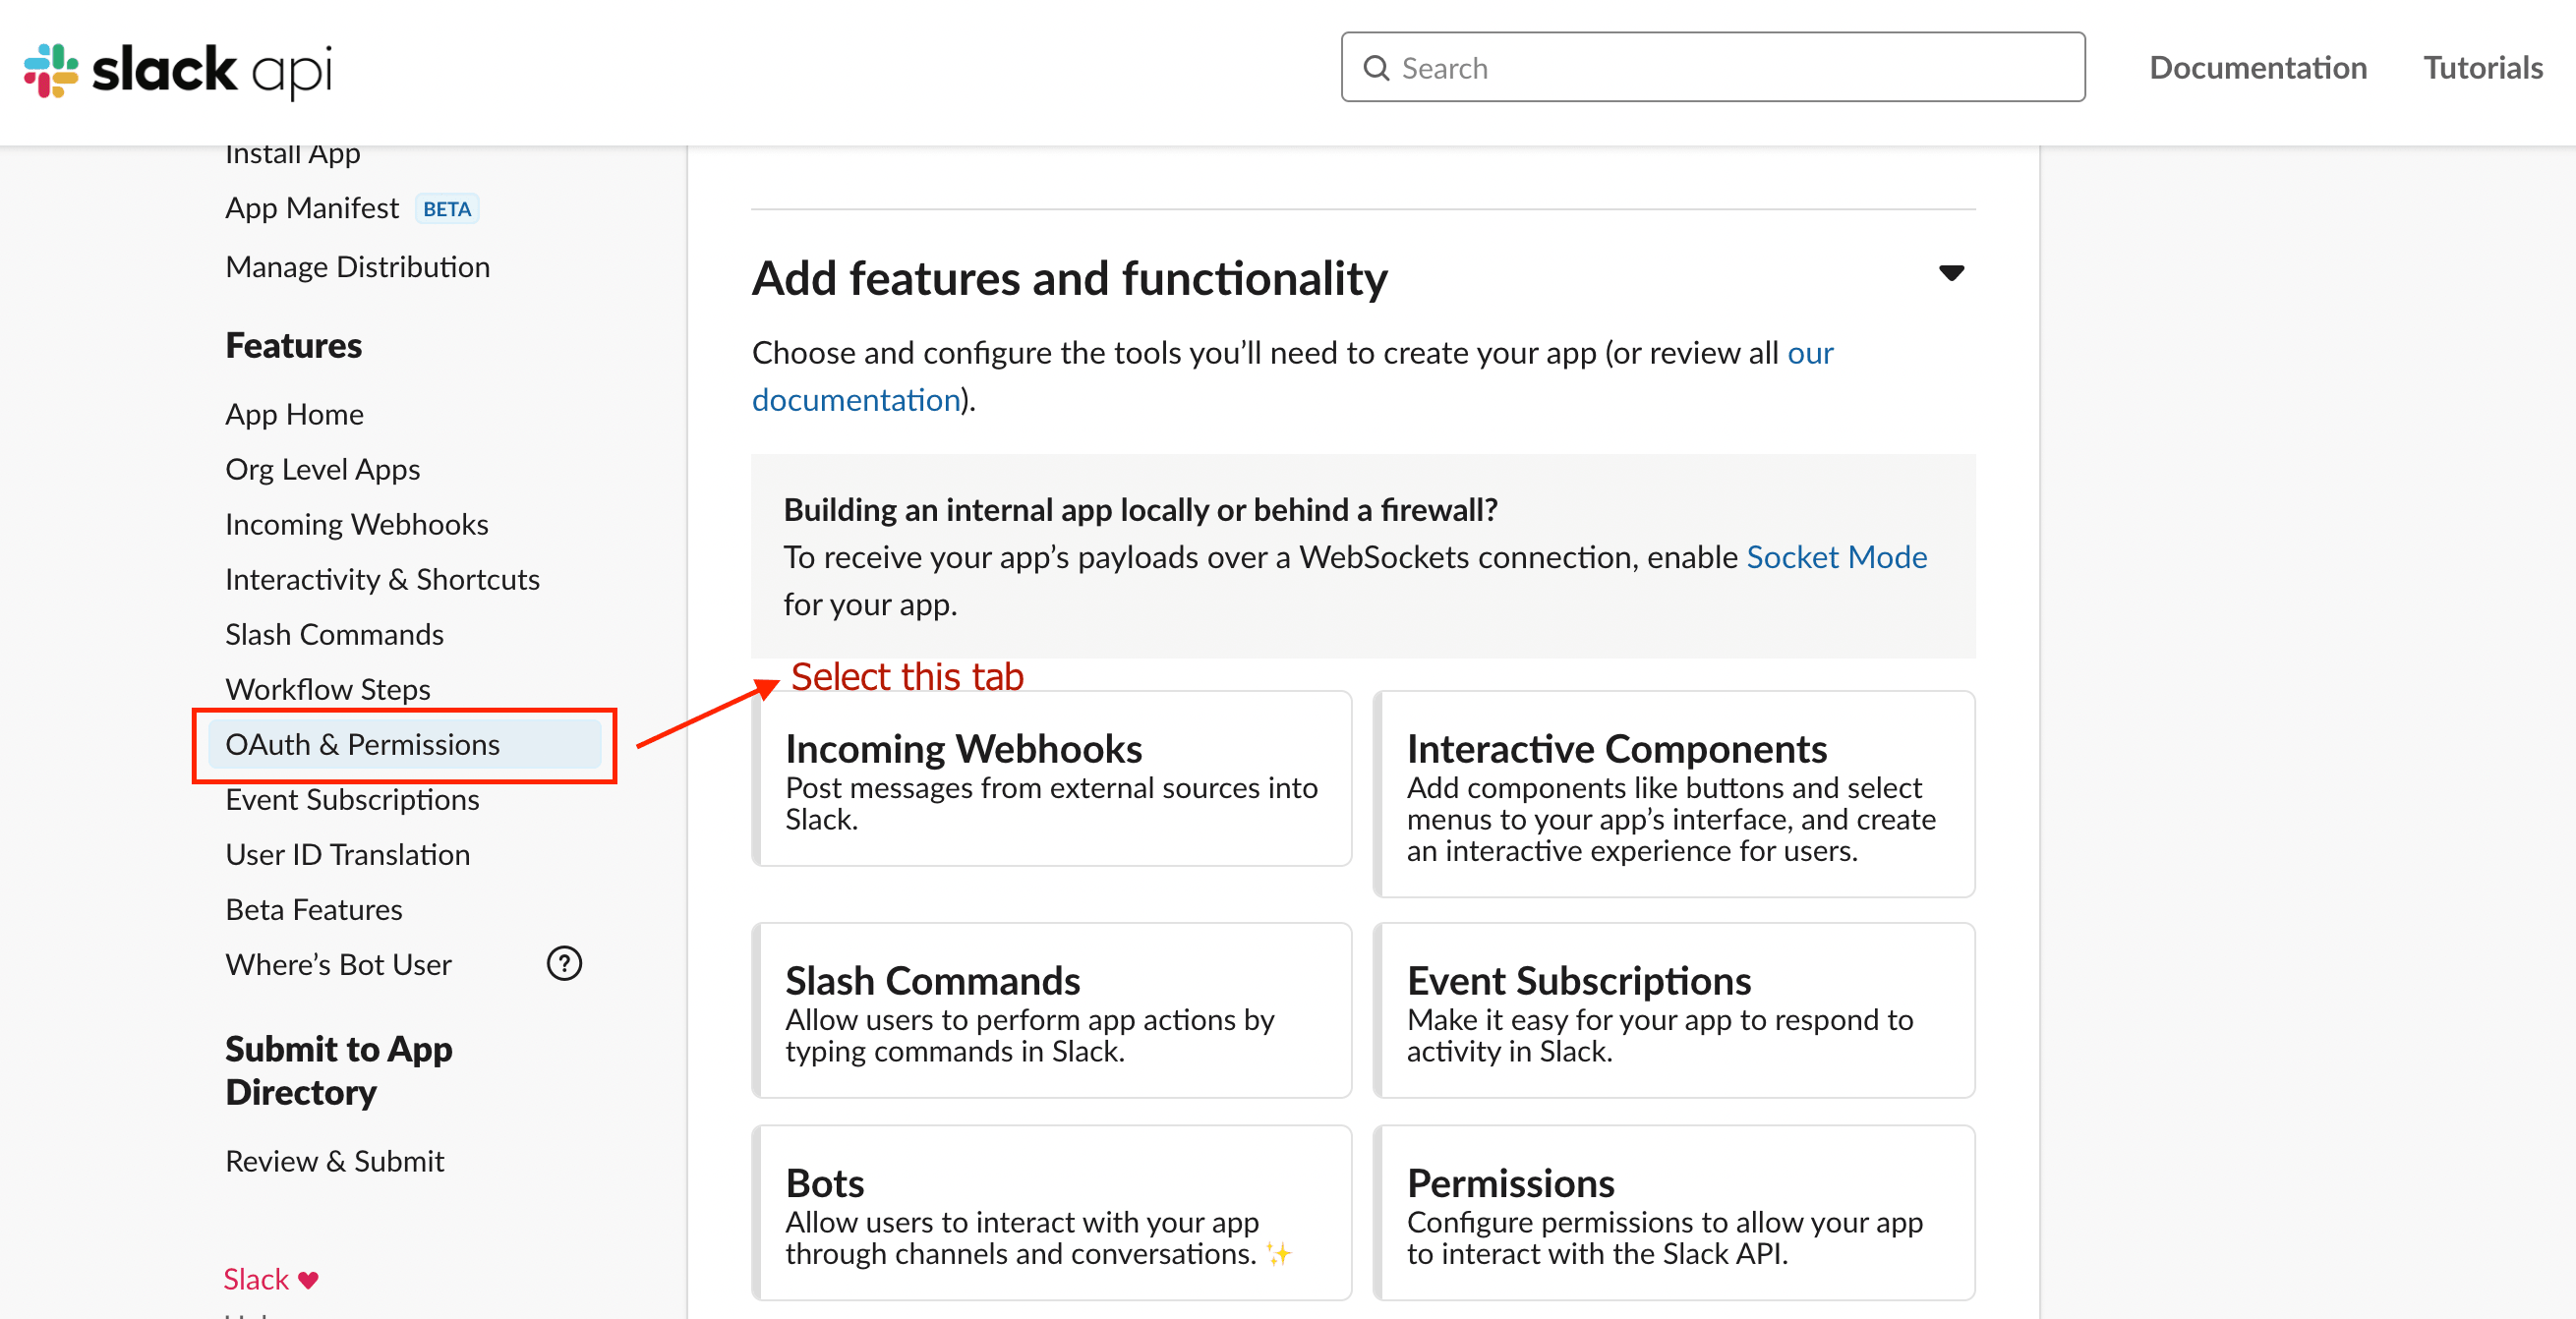 slack api
Search
Documentation
Tutorials
Install App
App Manifest BETA
Manage Distribution
Features
App Home
Org Level Apps
Incoming Webhooks
Interactivity & Shortcuts
Slash Commands
Workflow Steps
OAuth & Permissions
Event Subscriptions
User ID Translation
Beta Features
Where’s Bot User ?
Submit to App
Directory
Review & Submit
Slack
Add features and functionality
Choose and configure the tools you’ll need to create your app (or review all our
documentation).
Building an internal app locally or behind a firewall?
To receive your app’s payloads over a WebSockets connection, enable Socket Mode
for your app.
Select this tab
Incoming Webhooks
Post messages from external sources into
Slack.
Interactive Components
Add components like buttons and select
menus to your app’s interface, and create
an interactive experience for users.
Slash Commands
Allow users to perform app actions by
typing commands in Slack.
Event Subscriptions
Make it easy for your app to respond to
activity in Slack.
Bots
Allow users to interact with your app
through channels and conversations. ✨
Permissions
Configure permissions to allow your app
to interact with the Slack API.